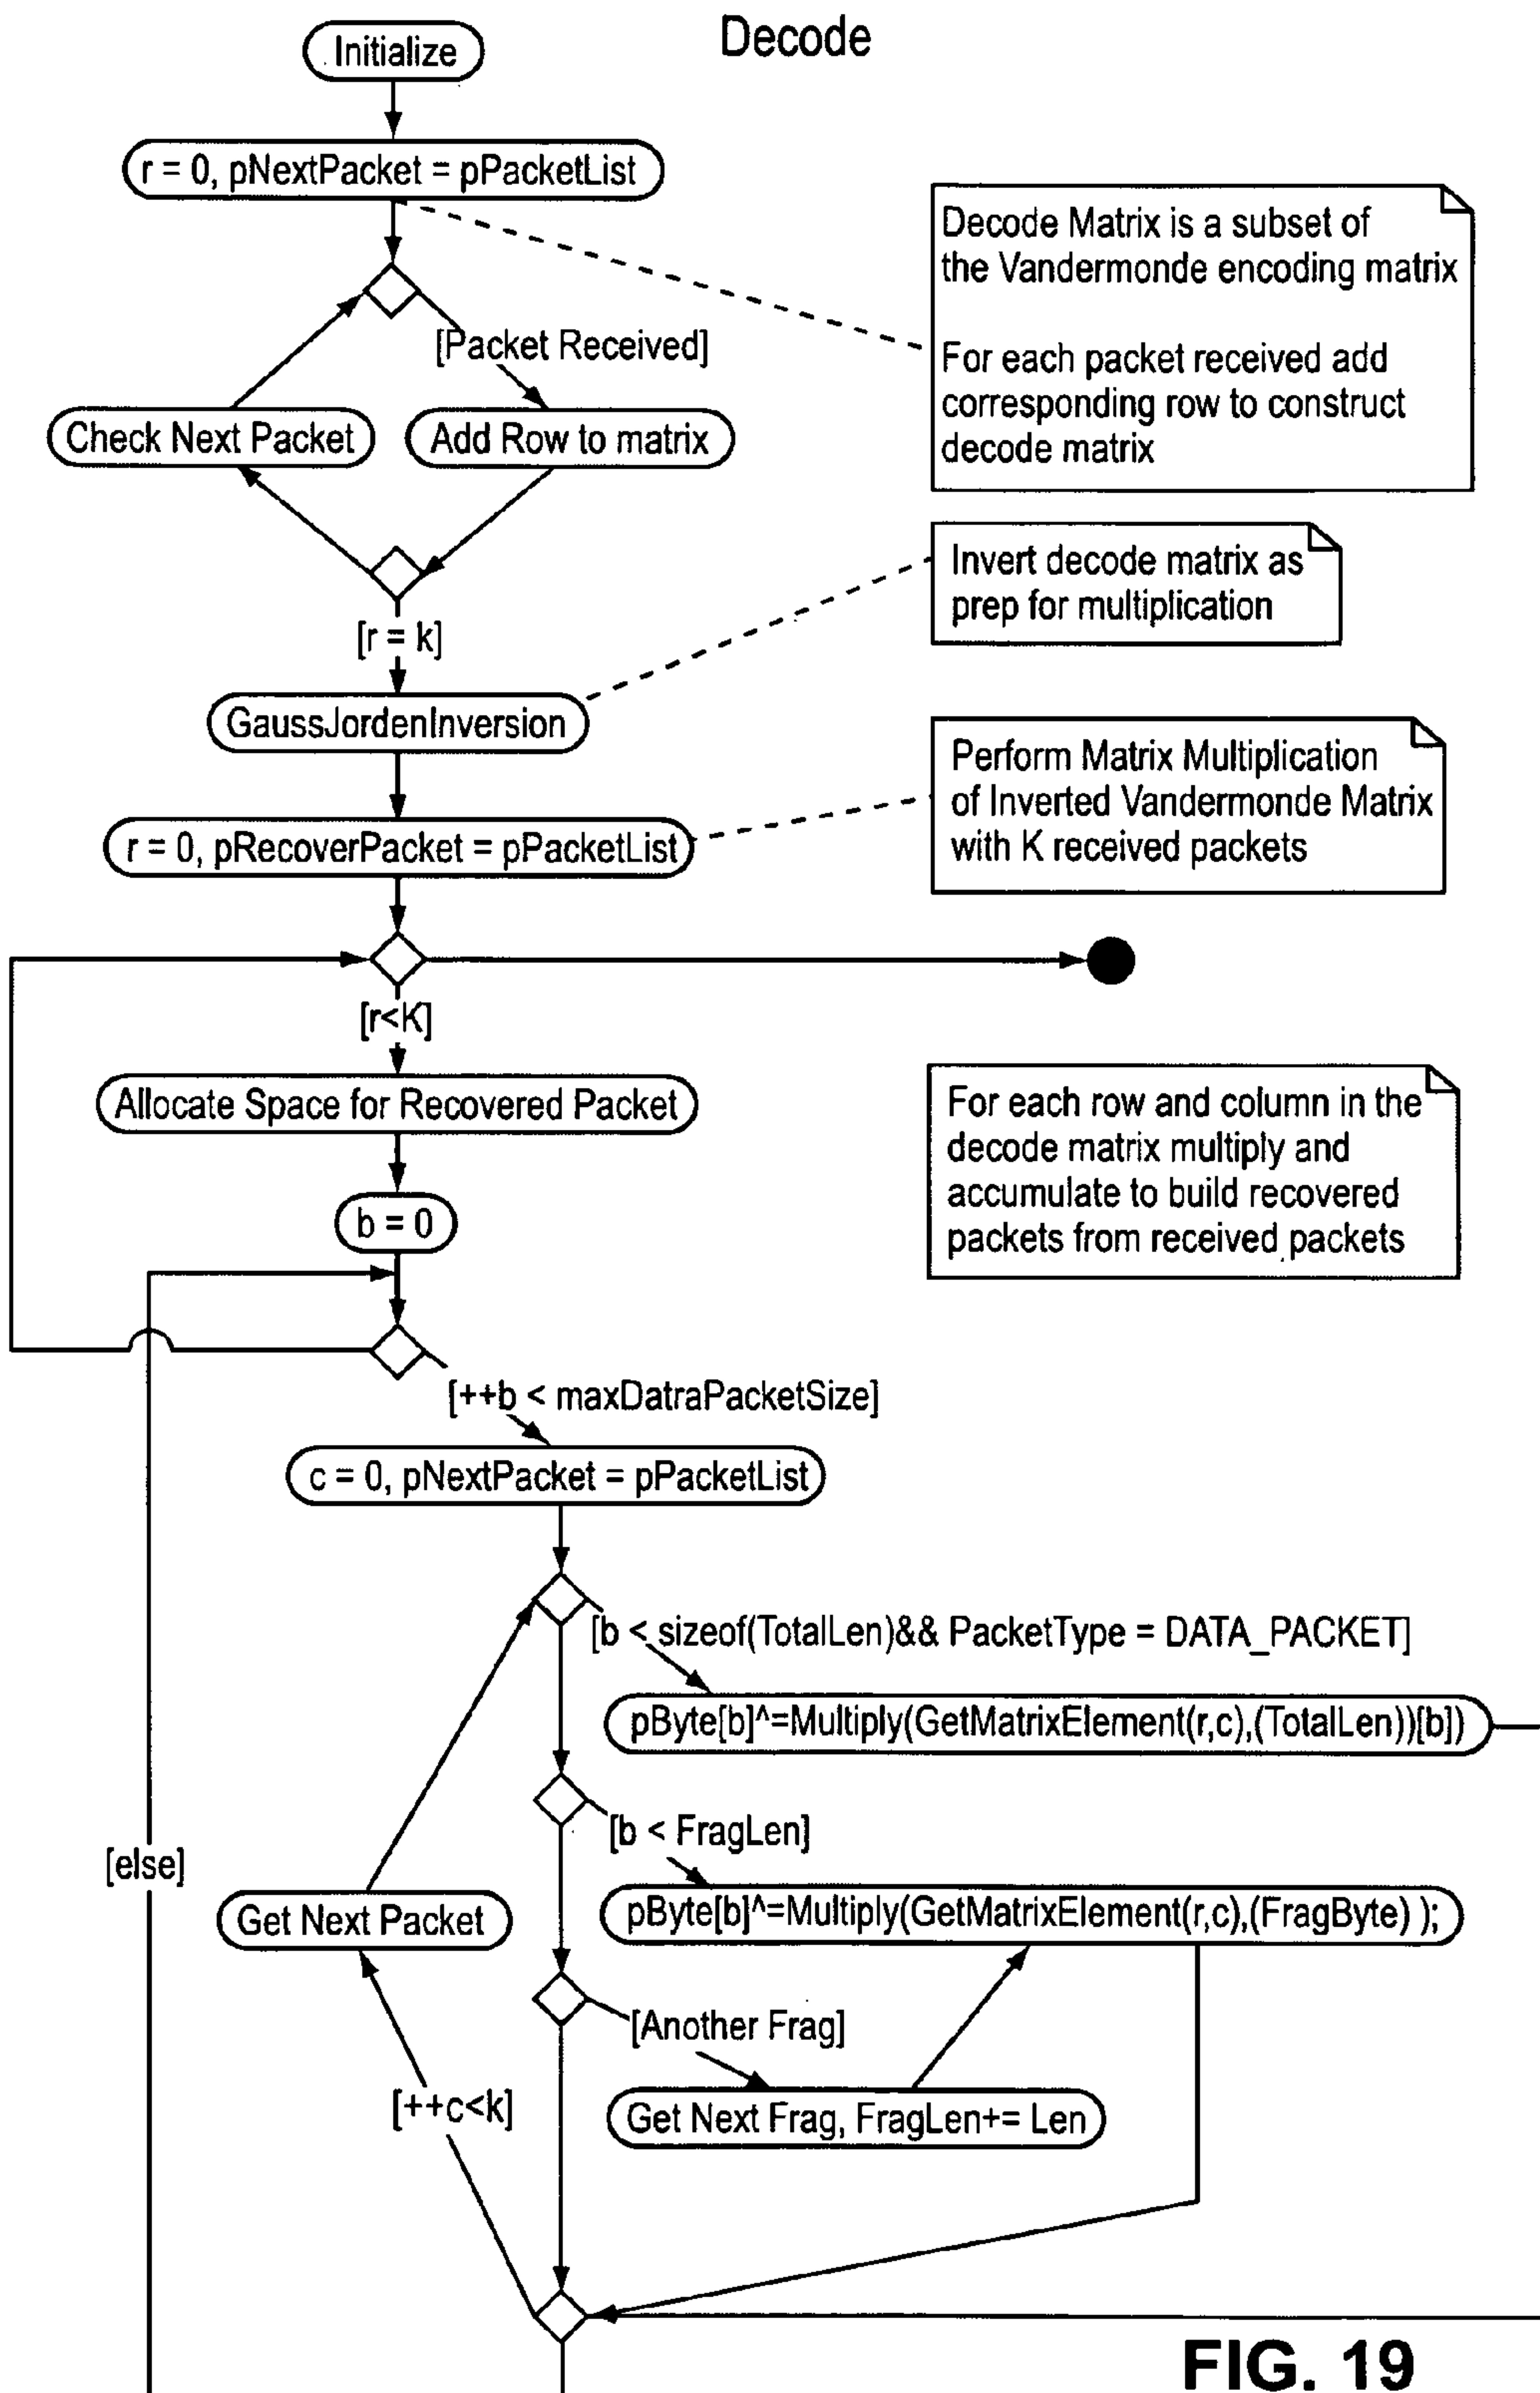 Decode
Initialize
r = 0, pNextPacket = pPacketList
Decode Matrix is a subset of
the Vandermonde encoding matrix
For each packet received add
corresponding row to construct
decode matrix
[Packet Received]
Check Next Packet
Add Row to matrix
Invert decode matrix as
prep for multiplication
[r = k]
GaussJordenInversion
Perform Matrix Multiplication
of Inverted Vandermonde Matrix
with K received packets
r = 0, pRecoverPacket = pPacketList
[r<K]
Allocate Space for Recovered Packet
For each row and column in the
decode matrix multiply and
accumulate to build recovered
packets from received packets
b = 0
[++b < maxDatraPacketSize]
c = 0, pNextPacket = pPacketList
[b < sizeof(TotalLen)&& PacketType = DATA_PACKET]
pByte[b]^=Multiply(GetMatrixElement(r,c),(TotalLen))[b])
[b < FragLen]
[else]
Get Next Packet
pByte[b]^=Multiply(GetMatrixElement(r,c),(FragByte) );
[Another Frag]
[++c<k]
Get Next Frag, FragLen+= Len
FIG. 19